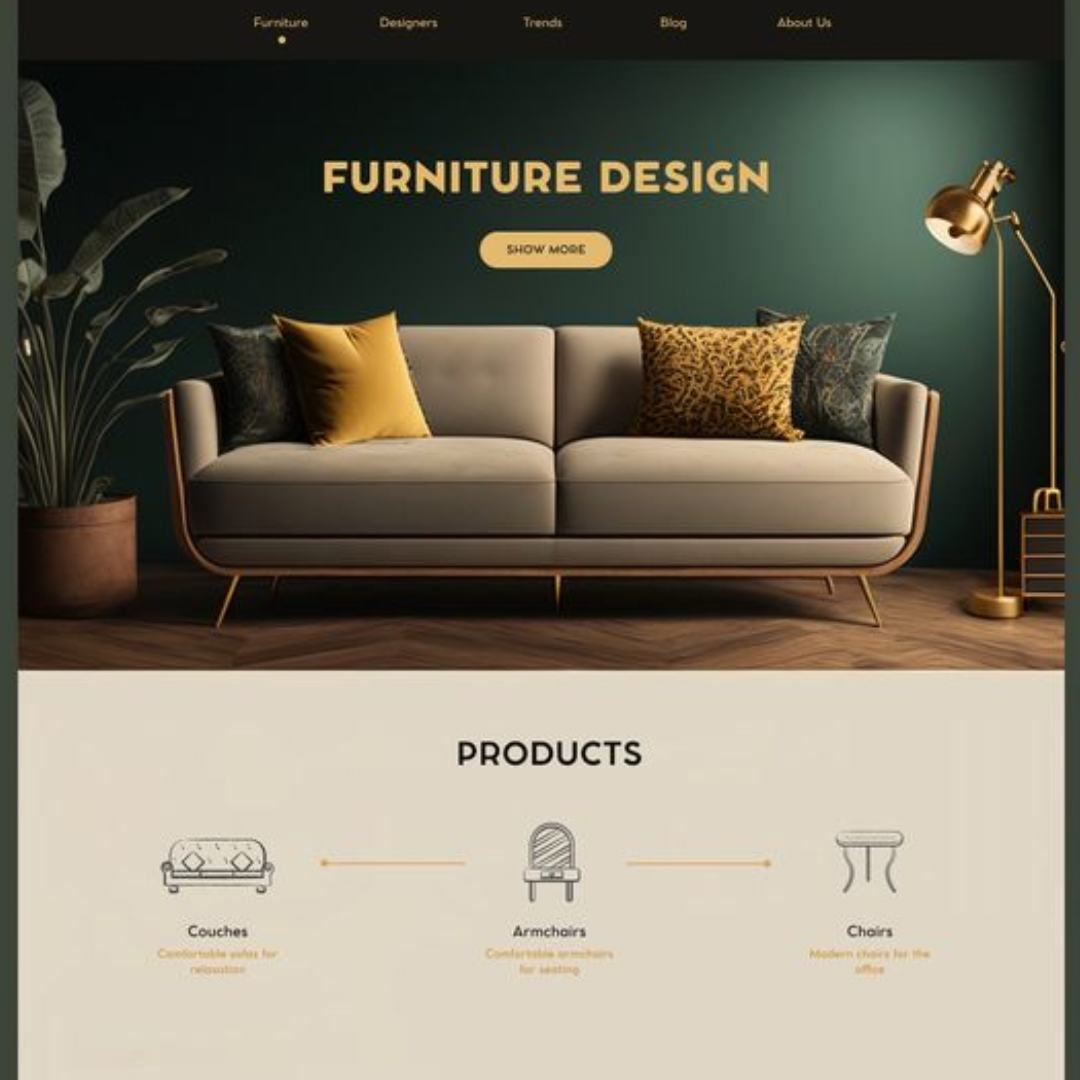 Furniture Designers Trends Blog About Us
FURNITURE DESIGN
SHOW MORE
PRODUCTS
Couches Armchairs Chairs
Comfortable sofas for Comfortable armchairs Modern chairs for the
relaxation for seating office